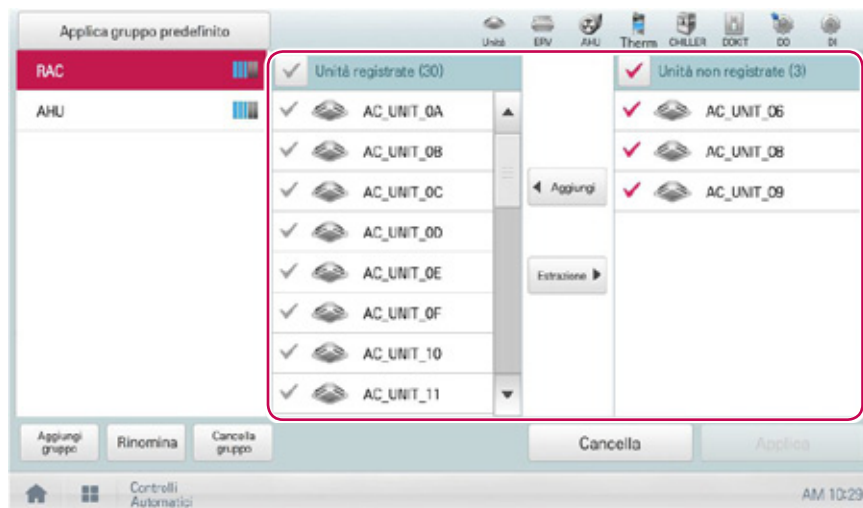 Applica gruppo predefinito
Unità
ERV
AHU
Therm
CHILLER
DOKIT
DO
DI
RAC
AHU
Unità registrate (30)
AC_UNIT_0A
AC_UNIT_0B
AC_UNIT_0C
AC_UNIT_0D
AC_UNIT_0E
AC_UNIT_0F
AC_UNIT_10
AC_UNIT_11
Aggiungi
Estrazione
Unità non registrate (3)
AC_UNIT_06
AC_UNIT_08
AC_UNIT_09
Aggiungi
gruppo
Rinomina
Cancella
gruppo
Cancella
Applica
Controlli
Automatici
AM 10:29